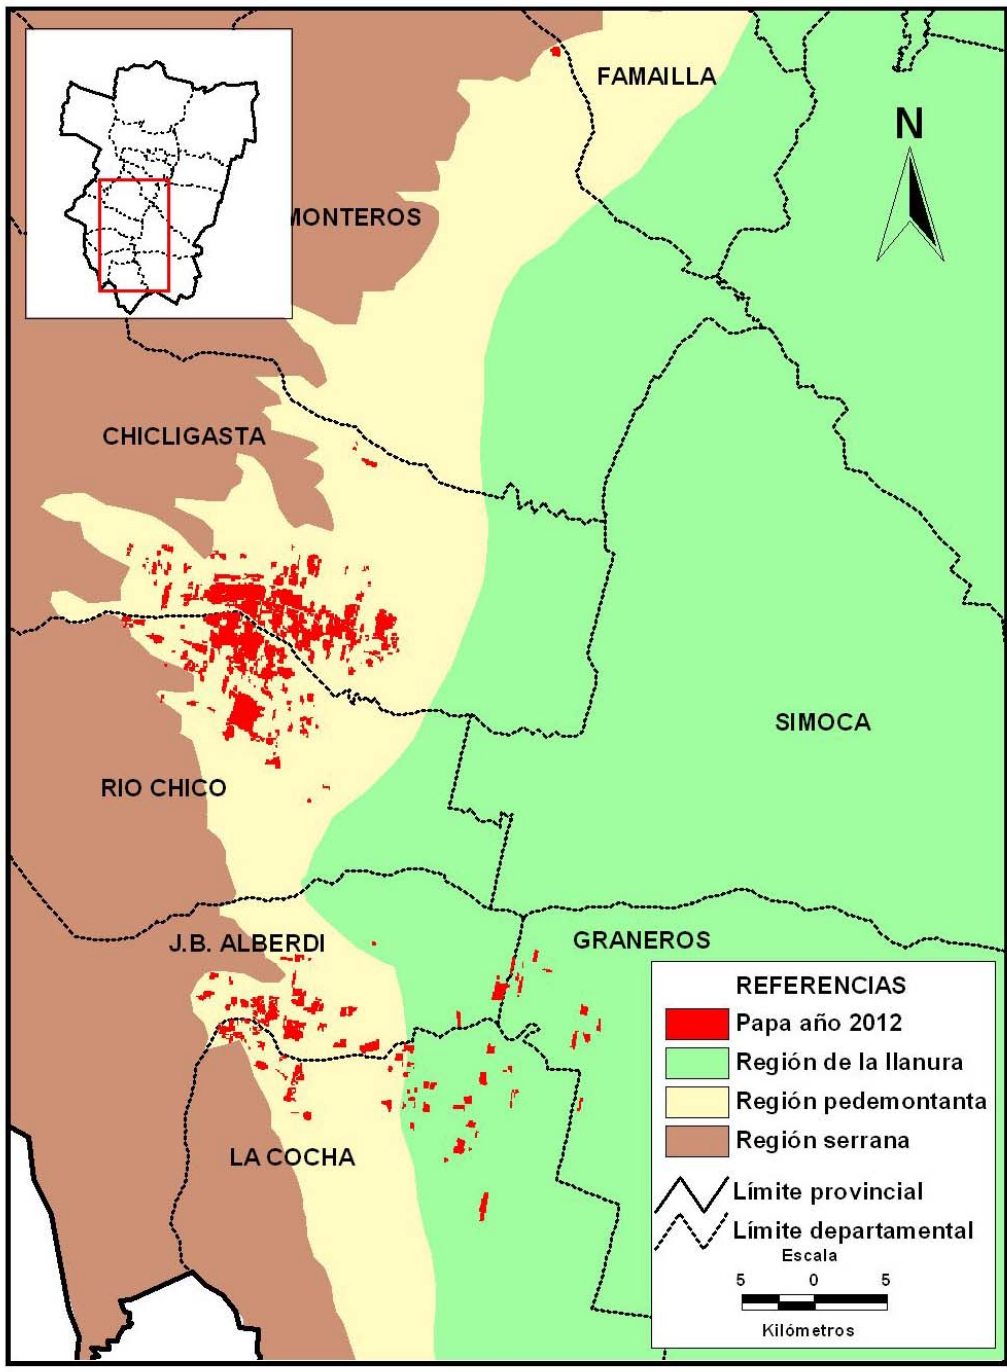 FAMAILLA
N
MONTEROS
CHICLIGASTA
SIMOCA
RIO CHICO
J.B. ALBERDI
GRANEROS
LA COCHA
REFERENCIAS
Papa año 2012
Región de la llanura
Región pedemontanta
Región serrana
Límite provincial
Límite departamental
Escala
5 0 5
Kilómetros